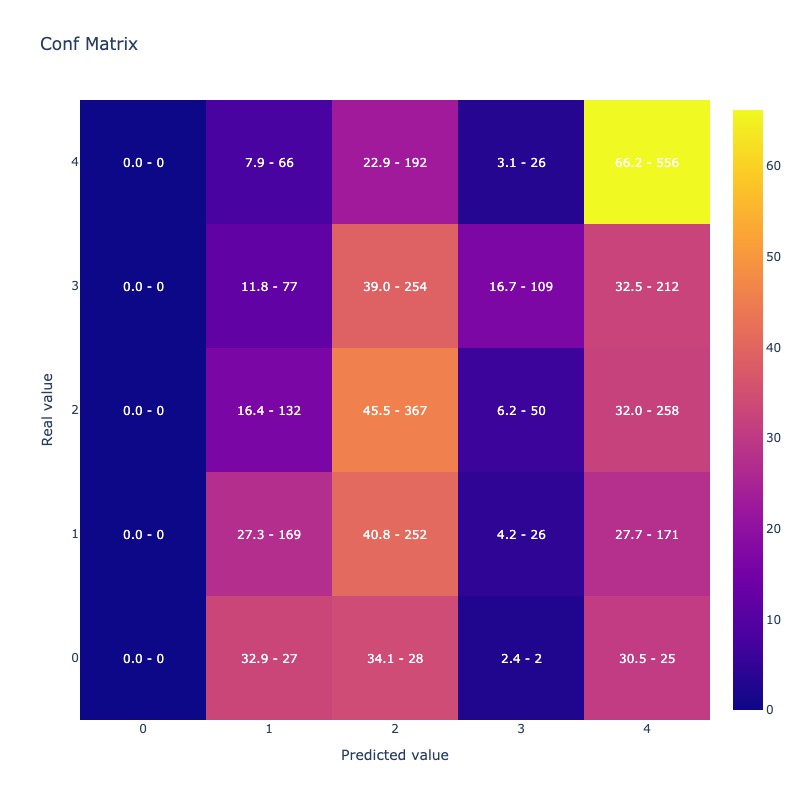 Conf Matrix
4 0.0 - 0 7.9 - 66 22.9 - 192 3.1 - 26 66.2 - 556
60
50
3 0.0 - 0 11.8 - 77 39.0 - 254 16.7 - 109 32.5 - 212
40
Real value
2 0.0 - 0 16.4 - 132 45.5 - 367 6.2 - 50 32.0 - 258
30
20
1 0.0 - 0 27.3 - 169 40.8 - 252 4.2 - 26 27.7 - 171
10
0 0.0 - 0 32.9 - 27 34.1 - 28 2.4 - 2 30.5 - 25
0
0 1 2 3 4
Predicted value